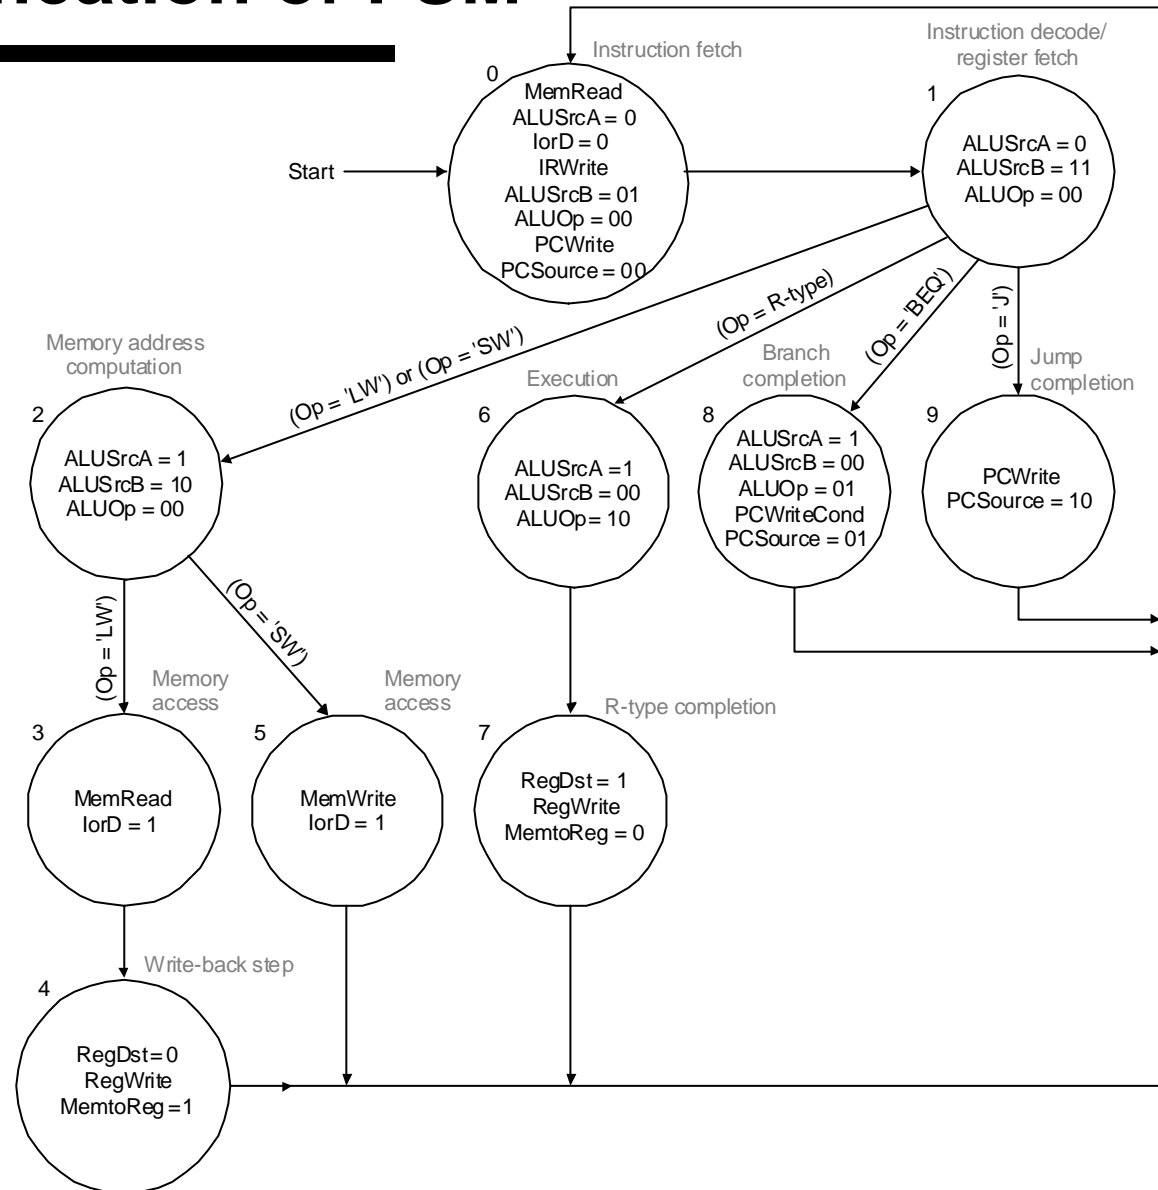 Instruction fetch
Instruction decode/
register fetch
0
MemRead
ALUSrcA = 0
IorD = 0
IRWrite
ALUSrcB = 01
ALUOp = 00
PCWrite
PCSource = 00
Start
1
ALUSrcA = 0
ALUSrcB = 11
ALUOp = 00
(Op = 'LW') or (Op = 'SW')
(Op = R-type)
(Op = 'BEQ')
(Op = 'J')
Memory address
computation
2
ALUSrcA = 1
ALUSrcB = 10
ALUOp = 00
Execution
6
ALUSrcA =1
ALUSrcB = 00
ALUOp= 10
Branch
completion
8
ALUSrcA = 1
ALUSrcB = 00
ALUOp = 01
PCWriteCond
PCSource = 01
Jump
completion
9
PCWrite
PCSource = 10
(Op = 'LW')
(Op = 'SW')
Memory
access
3
MemRead
IorD = 1
Memory
access
5
MemWrite
IorD = 1
R-type completion
7
RegDst = 1
RegWrite
MemtoReg = 0
Write-back step
4
RegDst=0
RegWrite
MemtoReg=1